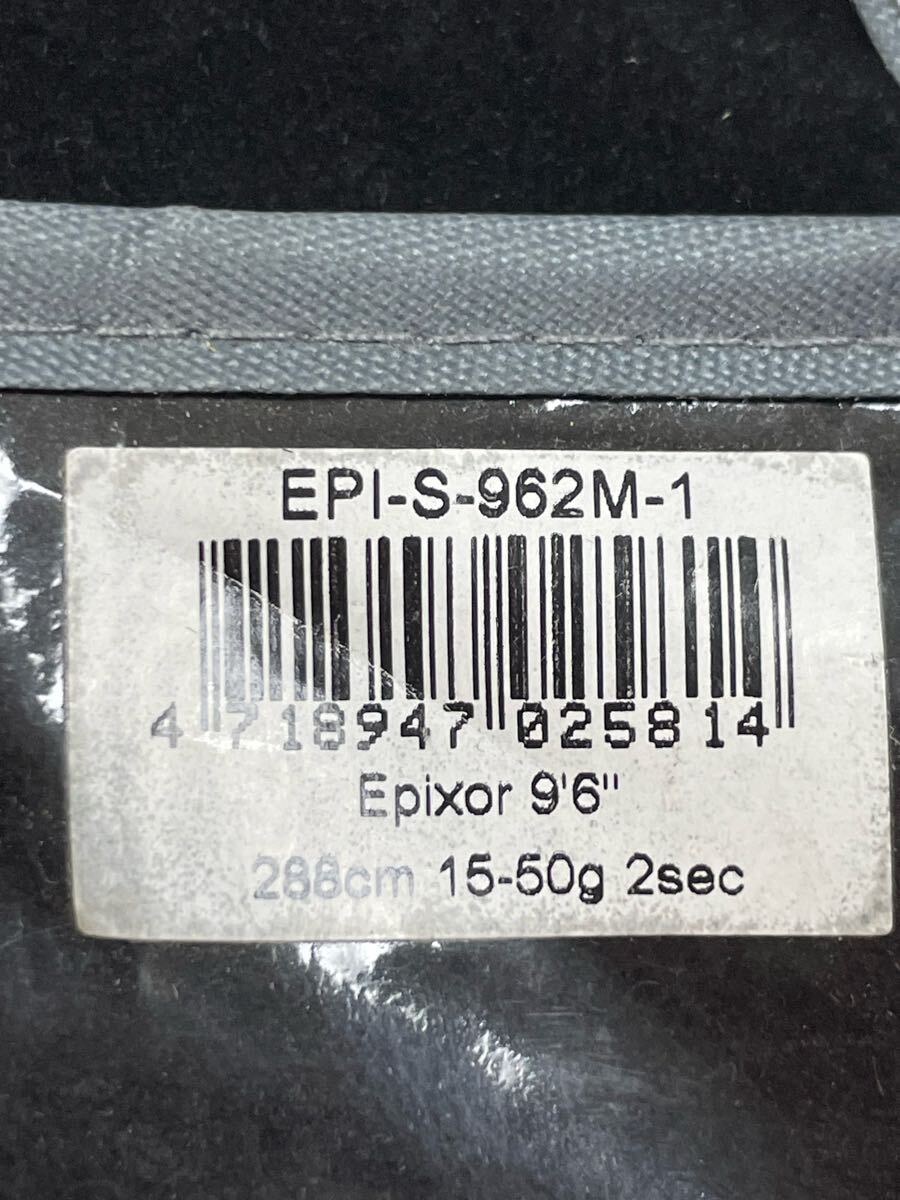 EPI-S-962M-1
4 718947 025814
Epixor 9'6"
288cm 15-50g 2sec